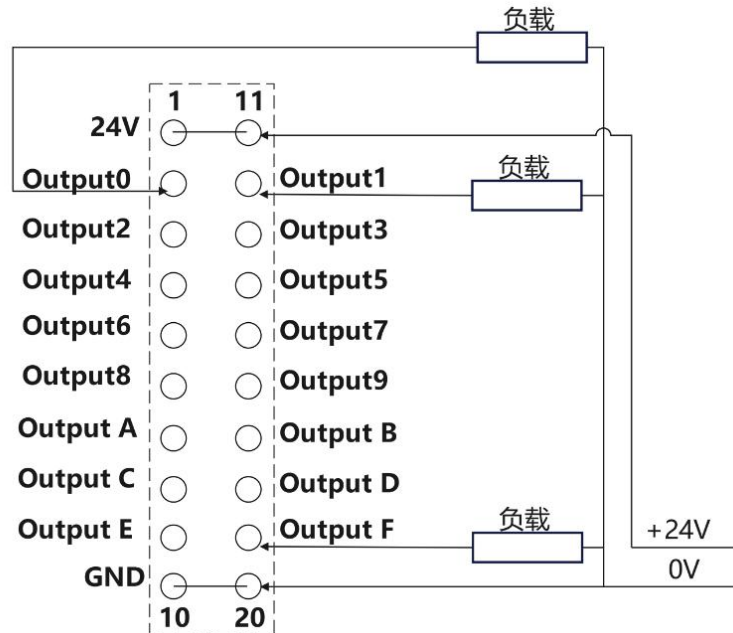 负载
1 11
24V
负载
Output0 Output1
Output2 Output3
Output4 Output5
Output6 Output7
Output8 Output9
Output A Output B
Output C Output D
负载
Output E Output F +24V
GND 0V
10 20